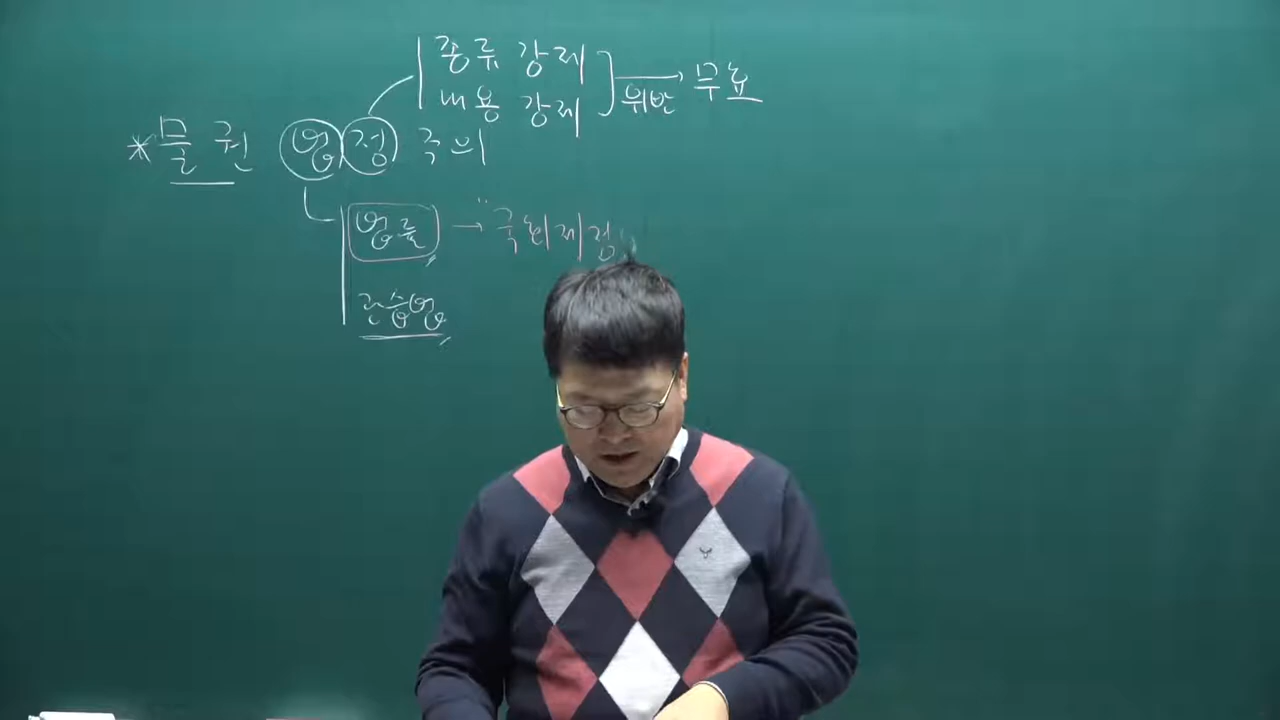 종류 강제
내용 강제
위반 → 무효
*물권 법정 주의
법률 → 국회제정
관습법